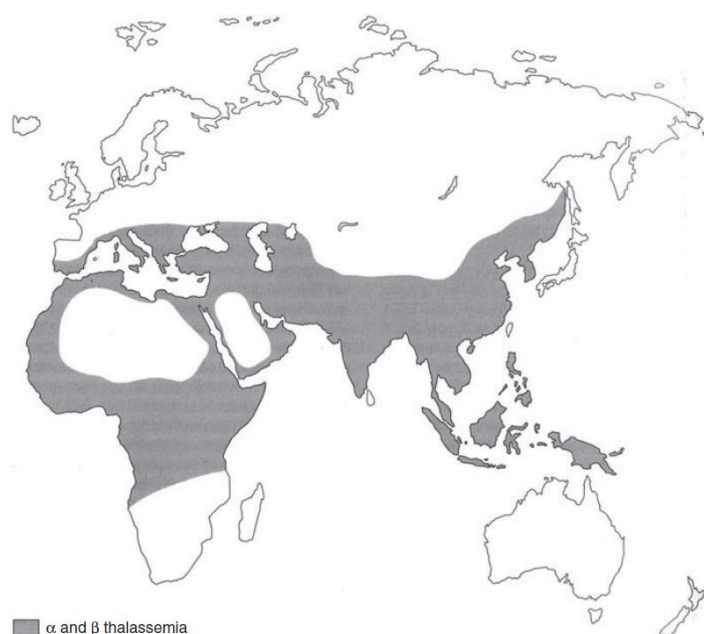 α and β thalassemia